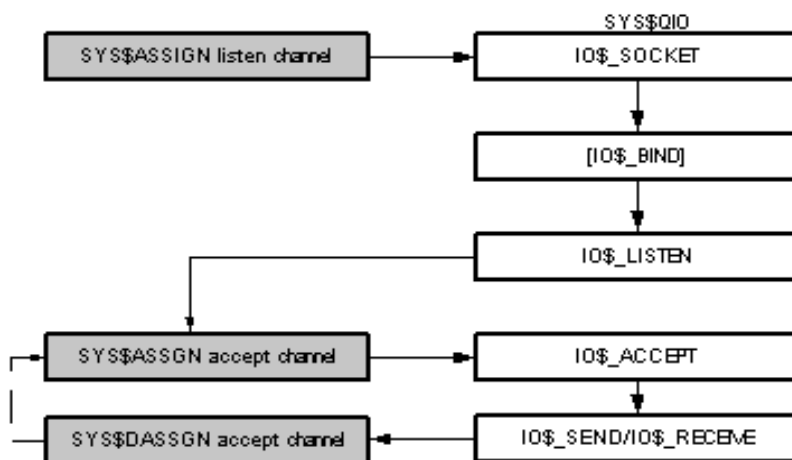 SYS$QIO
SYS$ASSIGN listen channel
IO$_SOCKET
[IO$_BIND]
IO$_LISTEN
SYS$ASSGN accept channel
IO$_ACCEPT
SYS$DASSGN accept channel
IO$_SEND/IO$_RECEIVE